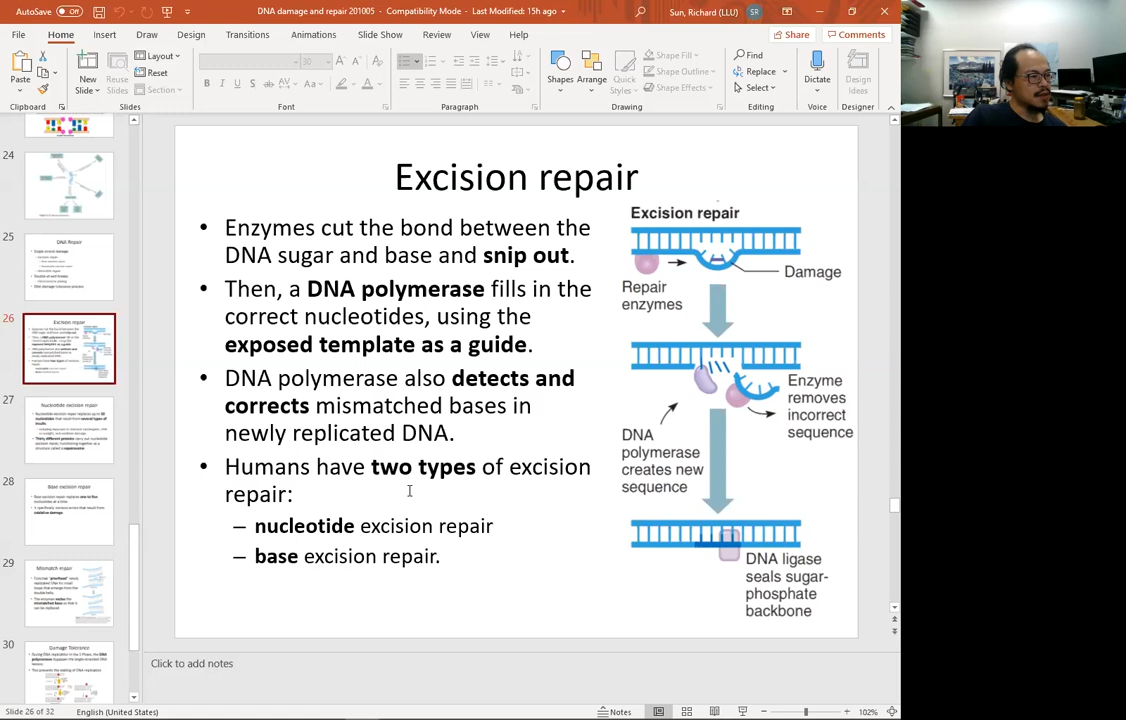 AutoSave Off
DNA damage and repair 201005 - Compatibility Mode - Last Modified: 15h ago
Sun, Richard (LLU) SR
File Home Insert Draw Design Transitions Animations Slide Show Review View Help Share Comments
Paste
Clipboard
New Slide
Reuse Slides
Layout
Reset
Section
Slides
30
B I U S ab AV Aa A
Font
Paragraph
Shapes Arrange Quick Styles
Shape Fill
Shape Outline
Shape Effects
Drawing
Find
Replace
Select
Editing
Dictate
Voice
Design Ideas
Designer
24
25
DNA Repair
26
Excision repair
27
Nucleotide excision repair
28
Base excision repair
29
Mismatch repair
30
Damage Tolerance
Excision repair
• Enzymes cut the bond between the
DNA sugar and base and snip out.
• Then, a DNA polymerase fills in the
correct nucleotides, using the
exposed template as a guide.
• DNA polymerase also detects and
corrects mismatched bases in
newly replicated DNA.
• Humans have two types of excision
repair:
– nucleotide excision repair
– base excision repair.
Excision repair
Damage
Repair
enzymes
Enzyme
removes
incorrect
sequence
DNA
polymerase
creates new
sequence
DNA ligase
seals sugar-
phosphate
backbone
Click to add notes
Slide 26 of 32 English (United States) Notes 102%